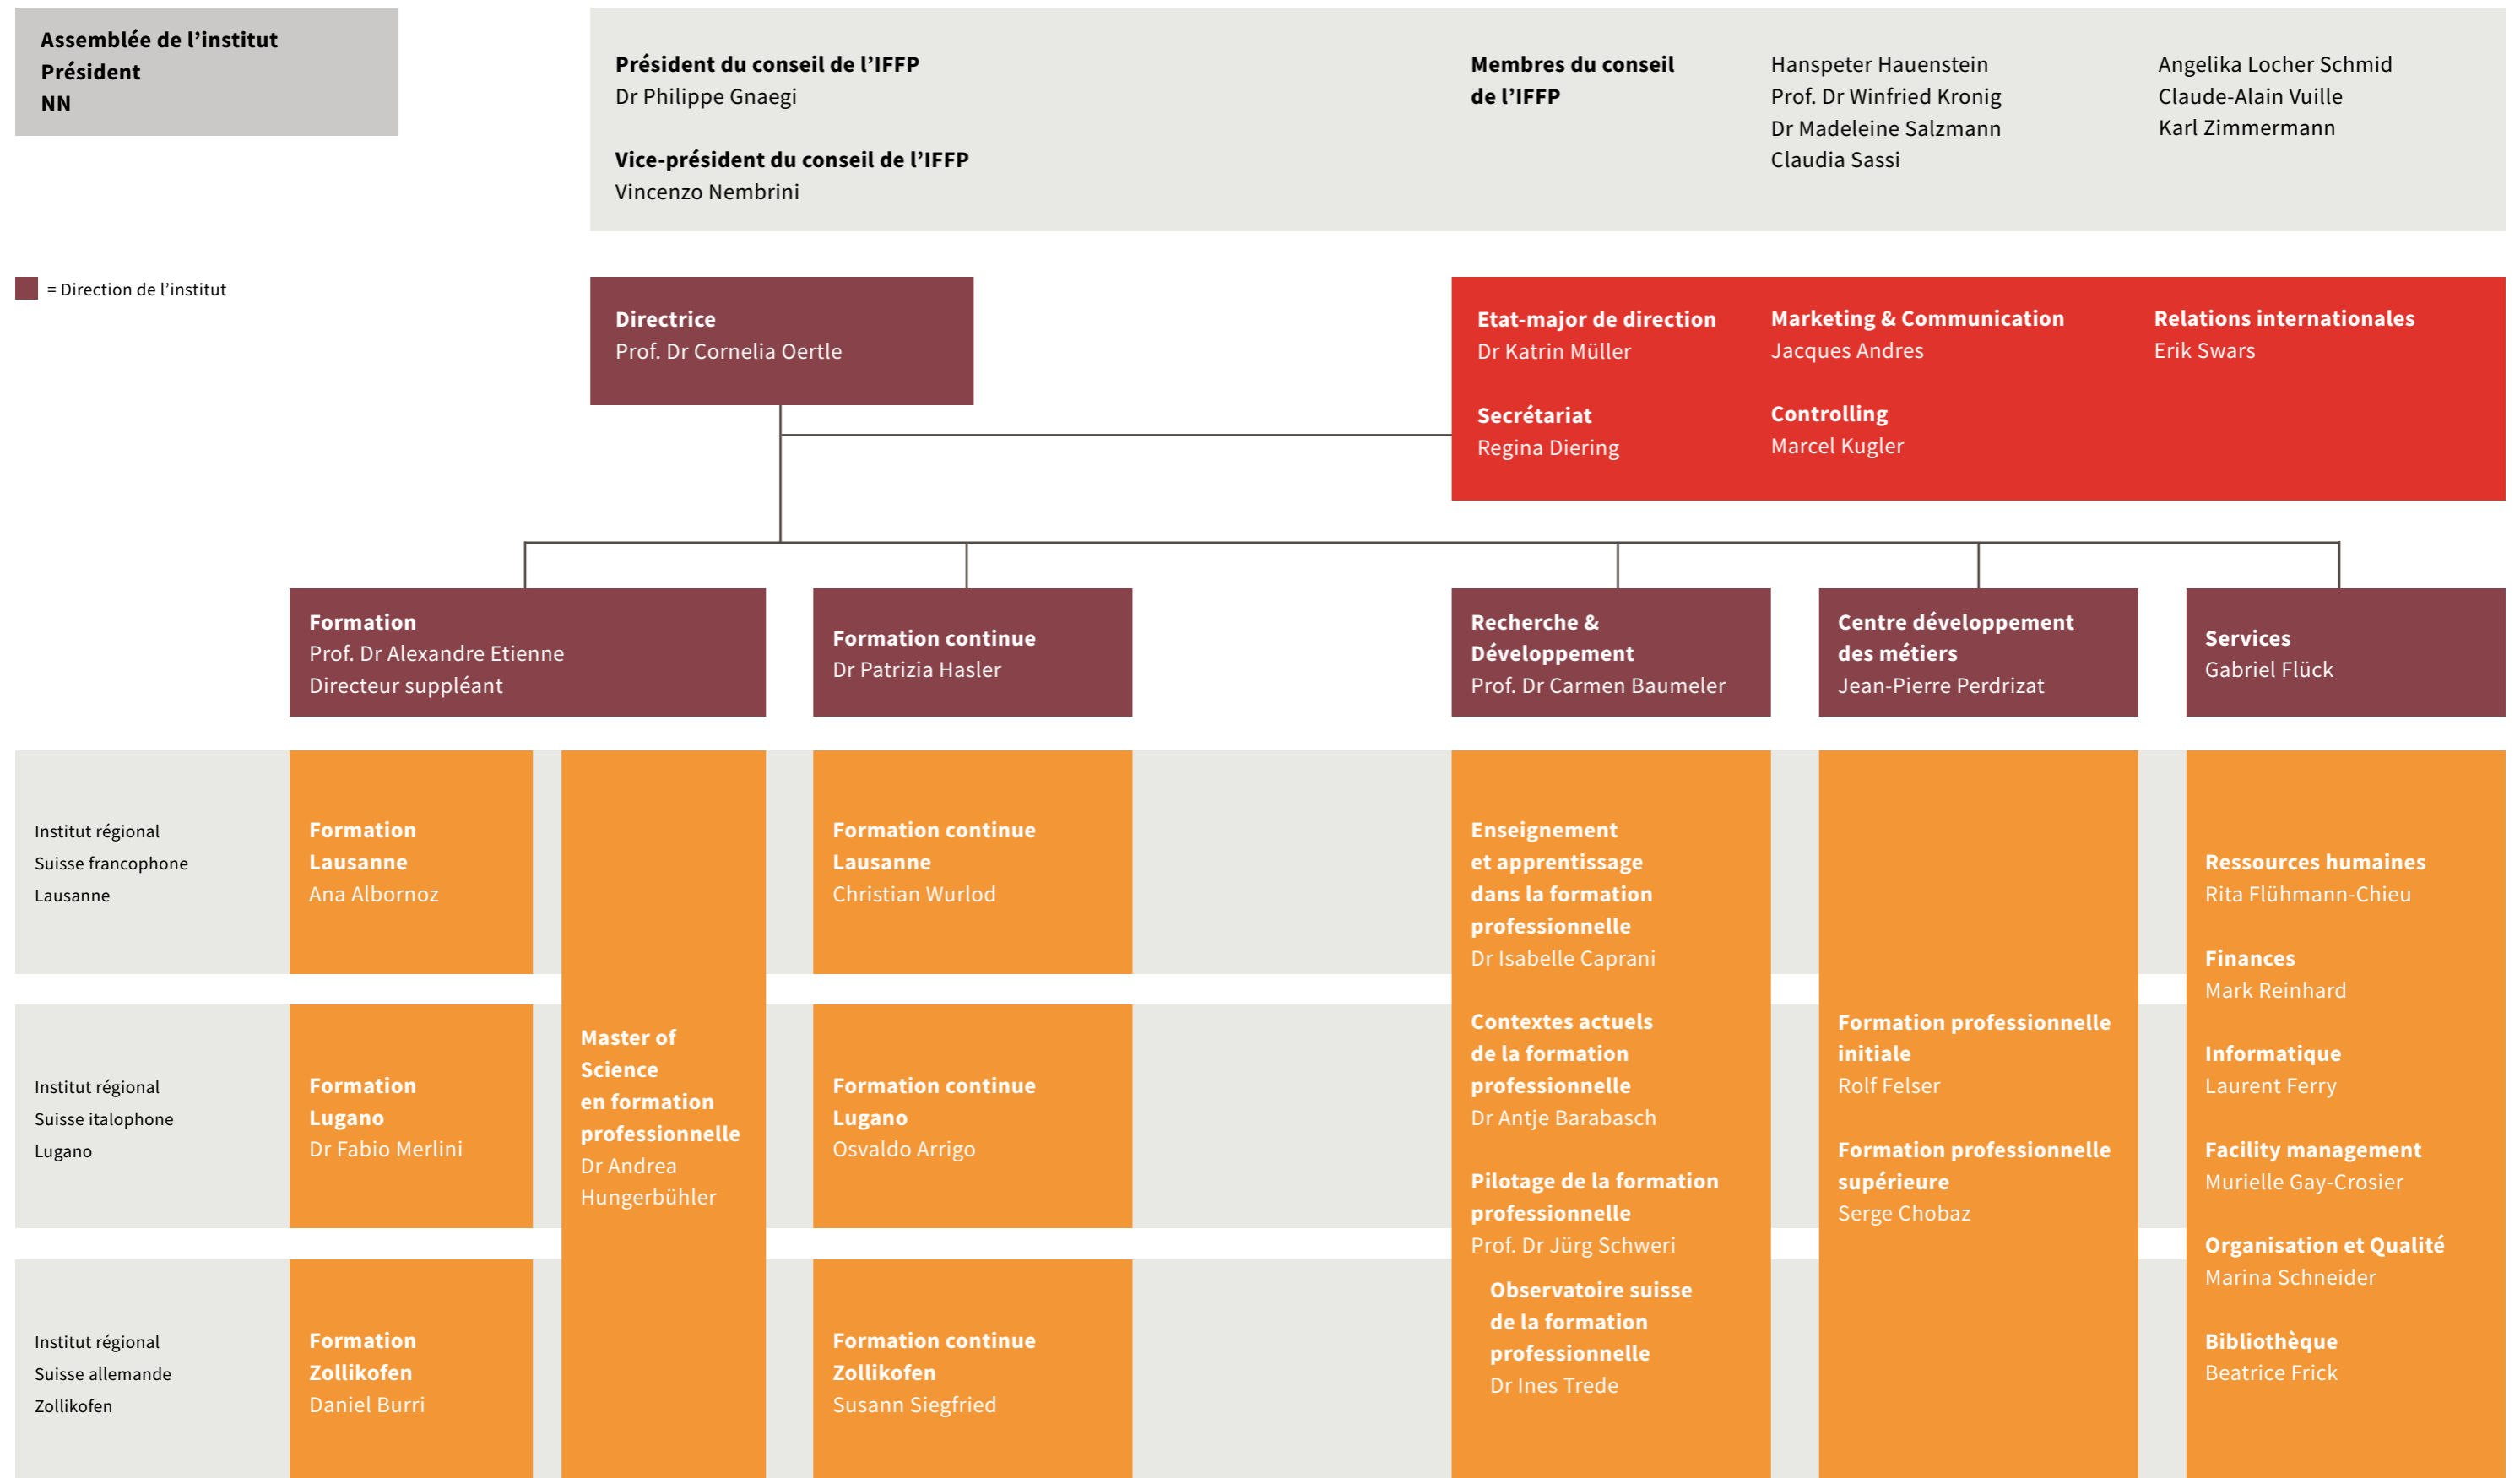 Assemblée de l’institut
Président
NN
Président du conseil de l’IFFP
Dr Philippe Gnaegi
Vice-président du conseil de l’IFFP
Vincenzo Nembrini
Membres du conseil
de l’IFFP
Hanspeter Hauenstein
Prof. Dr Winfried Kronig
Dr Madeleine Salzmann
Claudia Sassi
Angelika Locher Schmid
Claude-Alain Vuille
Karl Zimmermann
= Direction de l’institut
Directrice
Prof. Dr Cornelia Oertle
Etat-major de direction
Dr Katrin Müller
Secrétariat
Regina Diering
Marketing & Communication
Jacques Andres
Controlling
Marcel Kugler
Relations internationales
Erik Swars
Formation
Prof. Dr Alexandre Etienne
Directeur suppléant
Formation continue
Dr Patrizia Hasler
Recherche &
Développement
Prof. Dr Carmen Baumeler
Centre développement
des métiers
Jean-Pierre Perdrizat
Services
Gabriel Flück
Institut régional
Suisse francophone
Lausanne
Formation
Lausanne
Ana Albornoz
Formation continue
Lausanne
Christian Wurlod
Institut régional
Suisse italophone
Lugano
Formation
Lugano
Dr Fabio Merlini
Master of
Science
en formation
professionnelle
Dr Andrea
Hungerbühler
Formation continue
Lugano
Osvaldo Arrigo
Institut régional
Suisse allemande
Zollikofen
Formation
Zollikofen
Daniel Burri
Formation continue
Zollikofen
Susann Siegfried
Enseignement
et apprentissage
dans la formation
professionnelle
Dr Isabelle Caprani
Contextes actuels
de la formation
professionnelle
Dr Antje Barabasch
Pilotage de la formation
professionnelle
Prof. Dr Jürg Schweri
Observatoire suisse
de la formation
professionnelle
Dr Ines Trede
Formation professionnelle
initiale
Rolf Felser
Formation professionnelle
supérieure
Serge Chobaz
Ressources humaines
Rita Flühmann-Chieu
Finances
Mark Reinhard
Informatique
Laurent Ferry
Facility management
Murielle Gay-Crosier
Organisation et Qualité
Marina Schneider
Bibliothèque
Beatrice Frick